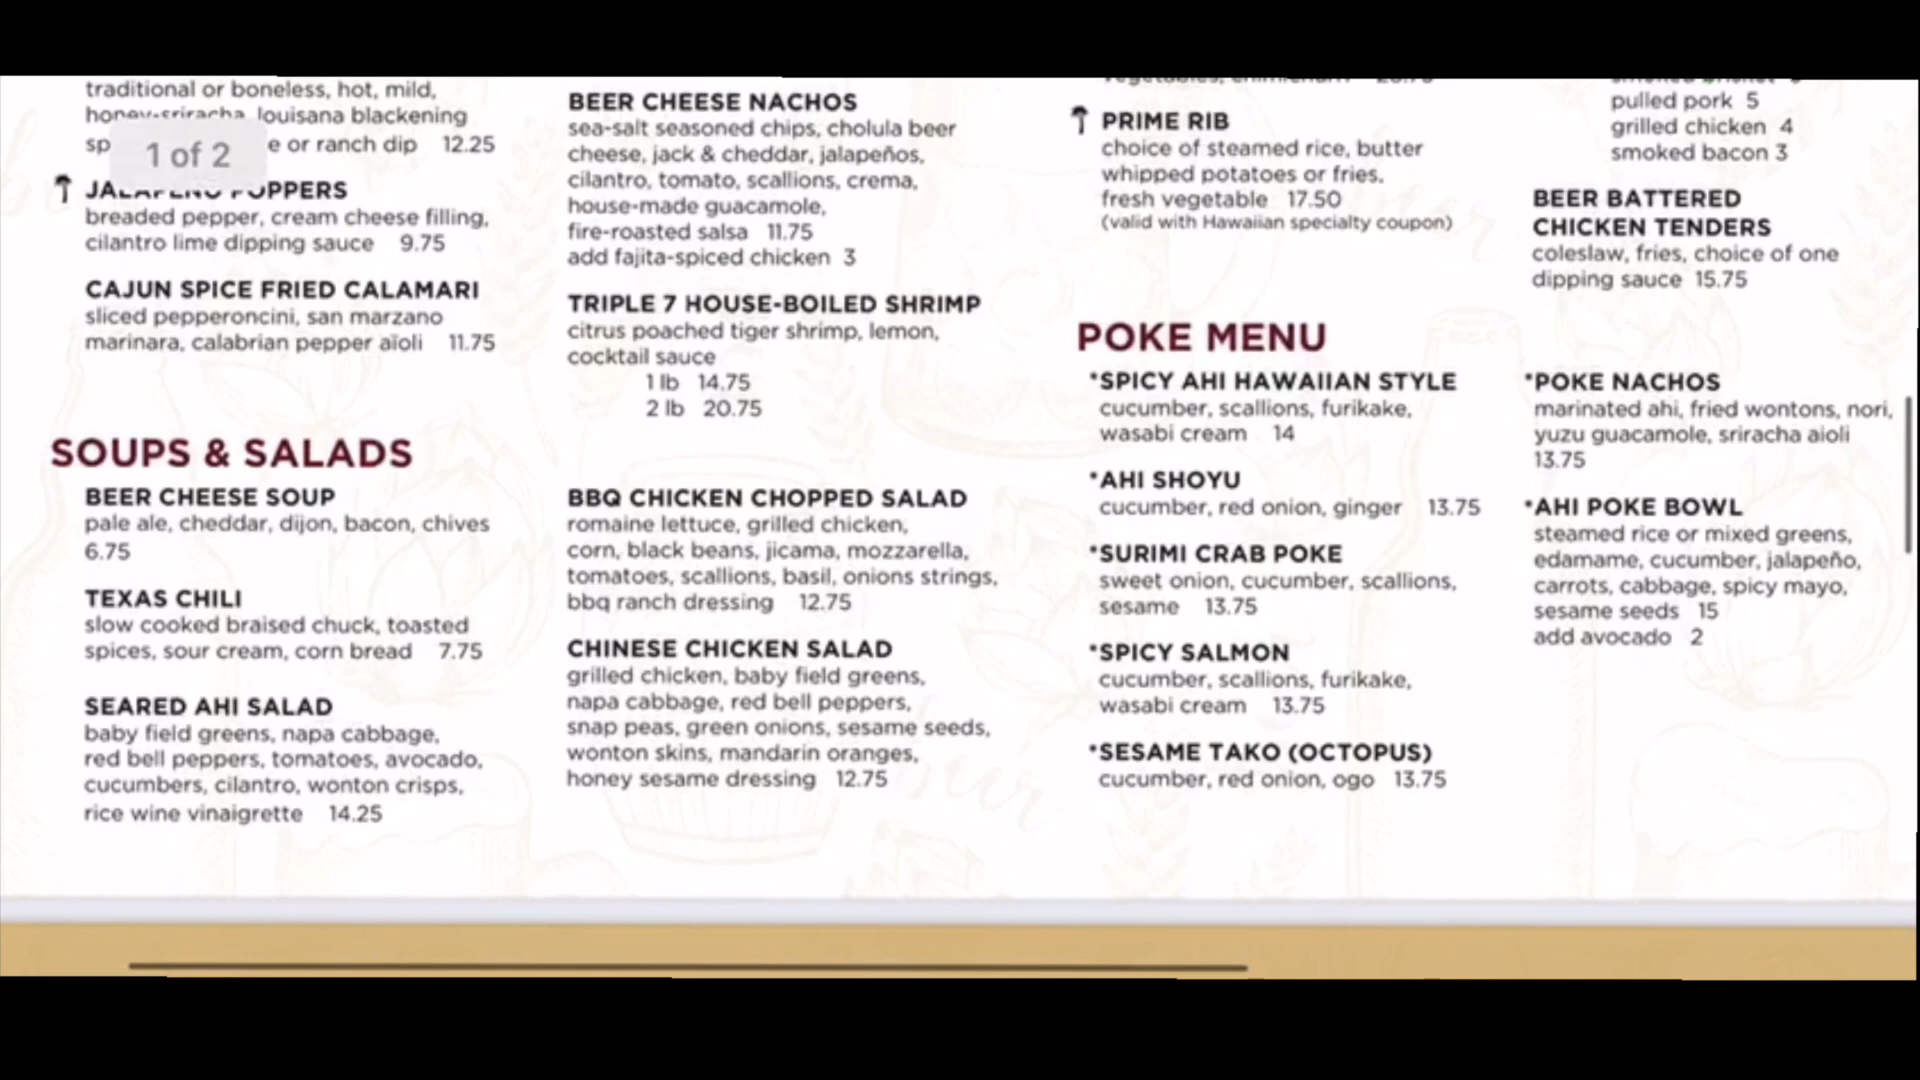 traditional or boneless, hot, mild,
honey-sriracha, louisana blackening
e or ranch dip 12.25
1 of 2
JALAPENO POPPERS
breaded pepper, cream cheese filling,
cilantro lime dipping sauce 9.75
CAJUN SPICE FRIED CALAMARI
sliced pepperoncini, san marzano
marinara, calabrian pepper aïoli 11.75
SOUPS & SALADS
BEER CHEESE SOUP
pale ale, cheddar, dijon, bacon, chives
6.75
TEXAS CHILI
slow cooked braised chuck, toasted
spices, sour cream, corn bread 7.75
SEARED AHI SALAD
baby field greens, napa cabbage,
red bell peppers, tomatoes, avocado,
cucumbers, cilantro, wonton crisps,
rice wine vinaigrette 14.25
BEER CHEESE NACHOS
sea-salt seasoned chips, cholula beer
cheese, jack & cheddar, jalapeños,
cilantro, tomato, scallions, crema,
house-made guacamole,
fire-roasted salsa 11.75
add fajita-spiced chicken 3
TRIPLE 7 HOUSE-BOILED SHRIMP
citrus poached tiger shrimp, lemon,
cocktail sauce
1 lb 14.75
2 lb 20.75
BBQ CHICKEN CHOPPED SALAD
romaine lettuce, grilled chicken,
corn, black beans, jicama, mozzarella,
tomatoes, scallions, basil, onions strings,
bbq ranch dressing 12.75
CHINESE CHICKEN SALAD
grilled chicken, baby field greens,
napa cabbage, red bell peppers,
snap peas, green onions, sesame seeds,
wonton skins, mandarin oranges,
honey sesame dressing 12.75
PRIME RIB
choice of steamed rice, butter
whipped potatoes or fries,
fresh vegetable 17.50
(valid with Hawaiian specialty coupon)
pulled pork 5
grilled chicken 4
smoked bacon 3
BEER BATTERED
CHICKEN TENDERS
coleslaw, fries, choice of one
dipping sauce 15.75
POKE MENU
*SPICY AHI HAWAIIAN STYLE
cucumber, scallions, furikake,
wasabi cream 14
*AHI SHOYU
cucumber, red onion, ginger 13.75
*SURIMI CRAB POKE
sweet onion, cucumber, scallions,
sesame 13.75
*SPICY SALMON
cucumber, scallions, furikake,
wasabi cream 13.75
*SESAME TAKO (OCTOPUS)
cucumber, red onion, ogo 13.75
*POKE NACHOS
marinated ahi, fried wontons, nori,
yuzu guacamole, sriracha aioli
13.75
*AHI POKE BOWL
steamed rice or mixed greens,
edamame, cucumber, jalapeño,
carrots, cabbage, spicy mayo,
sesame seeds 15
add avocado 2